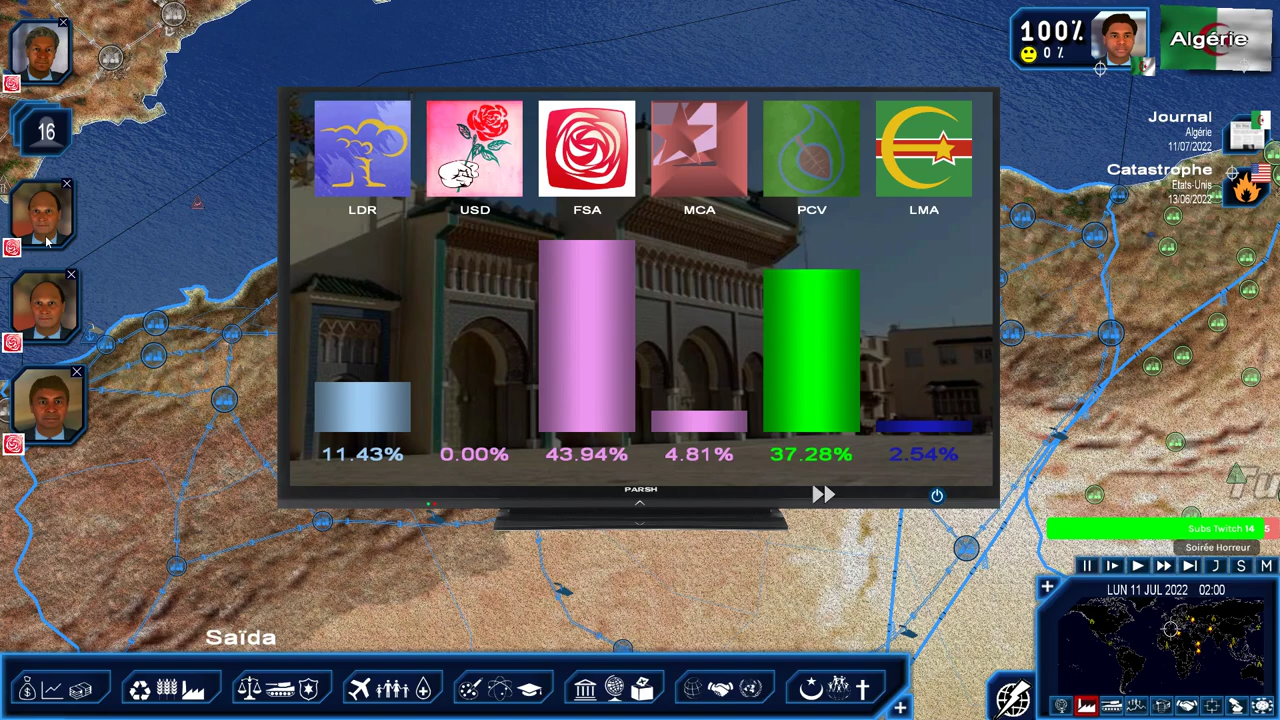 100%
0 %
Algérie
16
Journal
Algérie
11/07/2022
Catastrophe
Etats-Unis
13/06/2022
LDR
USD
FSA
MCA
PCV
LMA
11.43%
0.00%
43.94%
4.81%
37.28%
2.54%
PARSH
Tu
Subs Twitch 14
5
Soirée Horreur
J
S
M
LUN 11 JUL 2022 02:00
Saïda